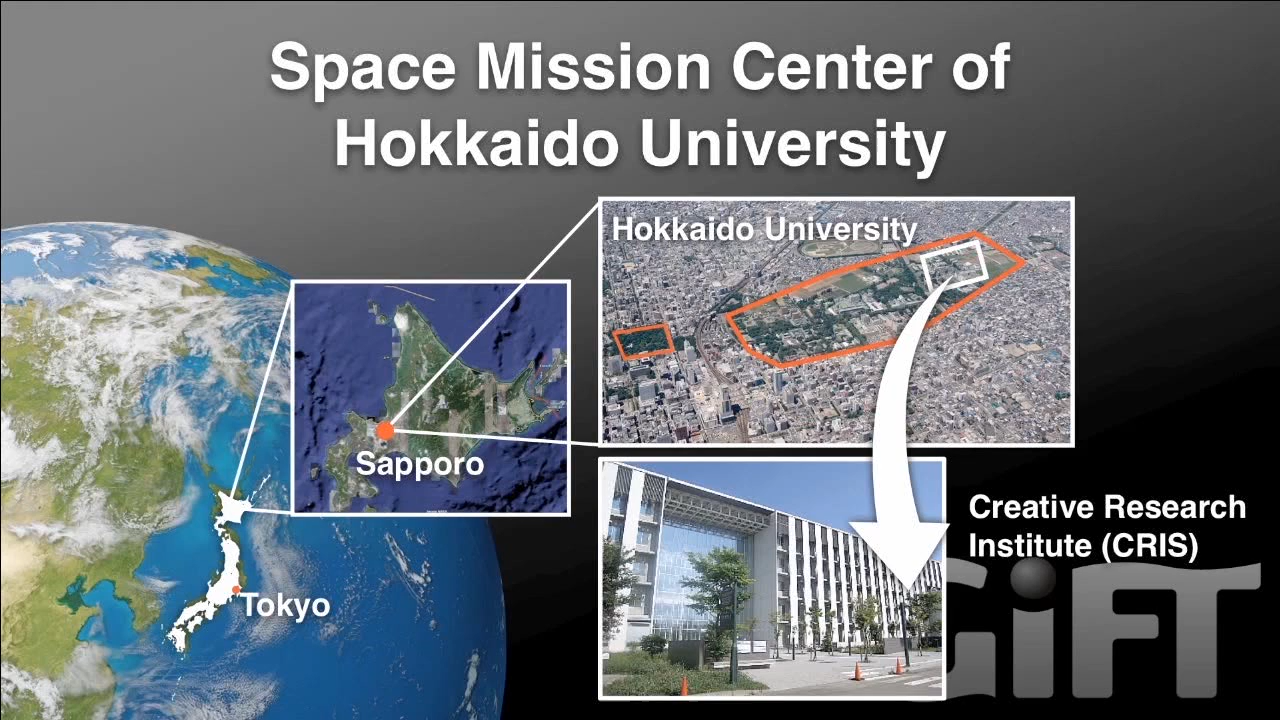 Space Mission Center of
Hokkaido University
Hokkaido University
Sapporo
Tokyo
Creative Research
Institute (CRIS)
GiFT